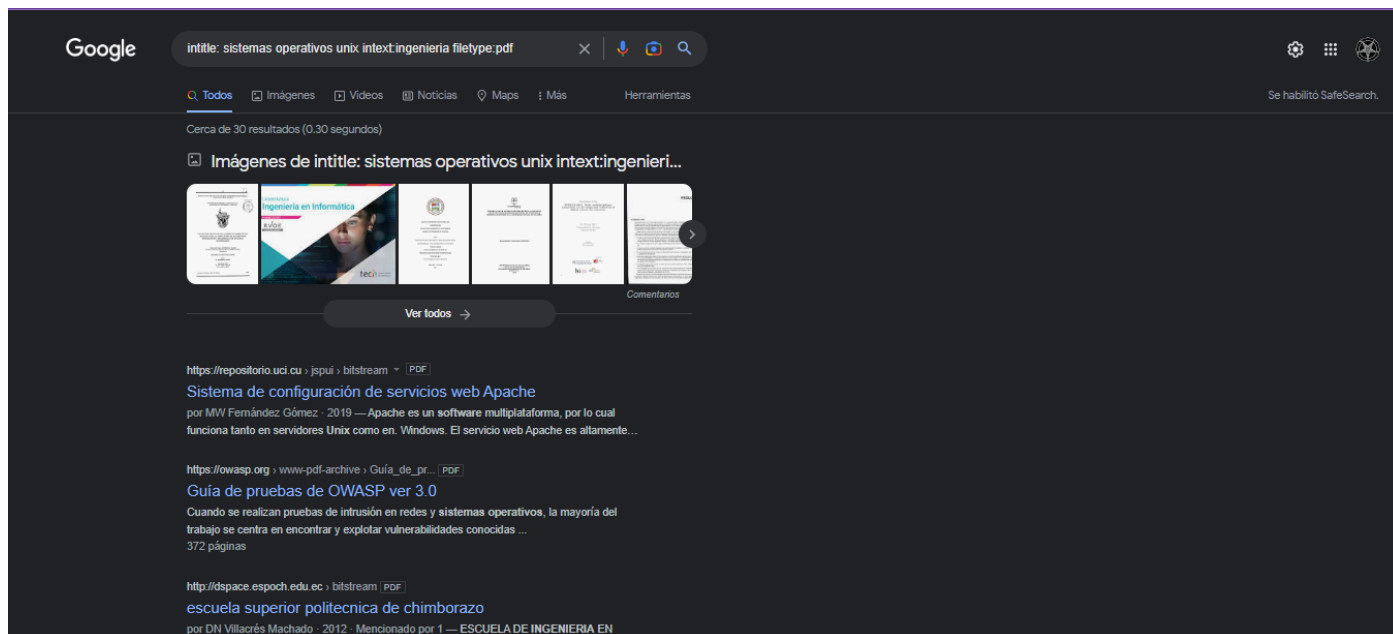 Google
intitle: sistemas operativos unix intext:ingenieria filetype:pdf
Todos Imágenes Videos Noticias Maps Más Herramientas
Se habilitó SafeSearch.
Cerca de 30 resultados (0.30 segundos)
Imágenes de intitle: sistemas operativos unix intext:ingenieri...
Ingeniería en Informática
Comentarios
Ver todos
https://repositorio.uci.cu › jspui › bitstream PDF
Sistema de configuración de servicios web Apache
por MW Fernández Gómez · 2019 — Apache es un software multiplataforma, por lo cual
funciona tanto en servidores Unix como en. Windows. El servicio web Apache es altamente…
https://owasp.org › www-pdf-archive › Guía_de_pr... PDF
Guía de pruebas de OWASP ver 3.0
Cuando se realizan pruebas de intrusión en redes y sistemas operativos, la mayoría del
trabajo se centra en encontrar y explotar vulnerabilidades conocidas ...
372 páginas
http://dspace.espoch.edu.ec › bitstream PDF
escuela superior politecnica de chimborazo
por DN Villacrés Machado · 2012 · Mencionado por 1 — ESCUELA DE INGENIERIA EN